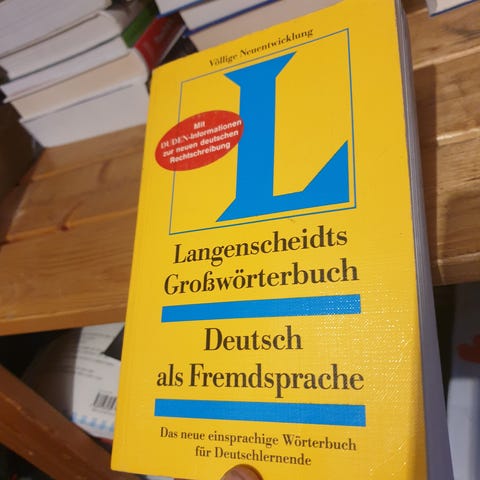 Völlige Neuentwicklung
L
Mit
DUDEN-Informationen
zur neuen deutschen
Rechtschreibung
Langenscheidts
Großwörterbuch
Deutsch
als Fremdsprache
Das neue einsprachige Wörterbuch
für Deutschlernende